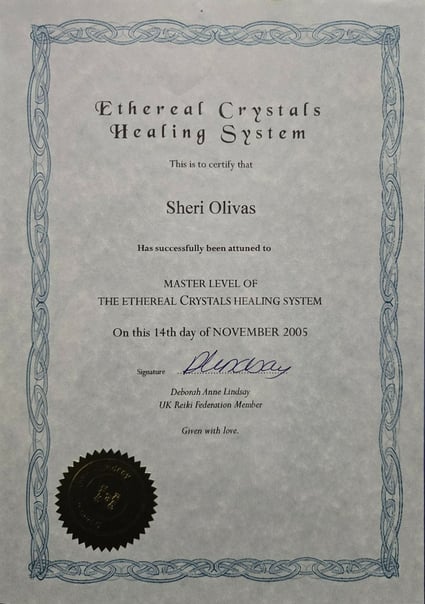 Ethereal Crystals
Healing System
This is to certify that
Sheri Olivas
Has successfully been attuned to
MASTER LEVEL OF
THE ETHEREAL CRYSTALS HEALING SYSTEM
On this 14th day of NOVEMBER 2005
Signature DLindsay
Deborah Anne Lindsay
UK Reiki Federation Member
Given with love.